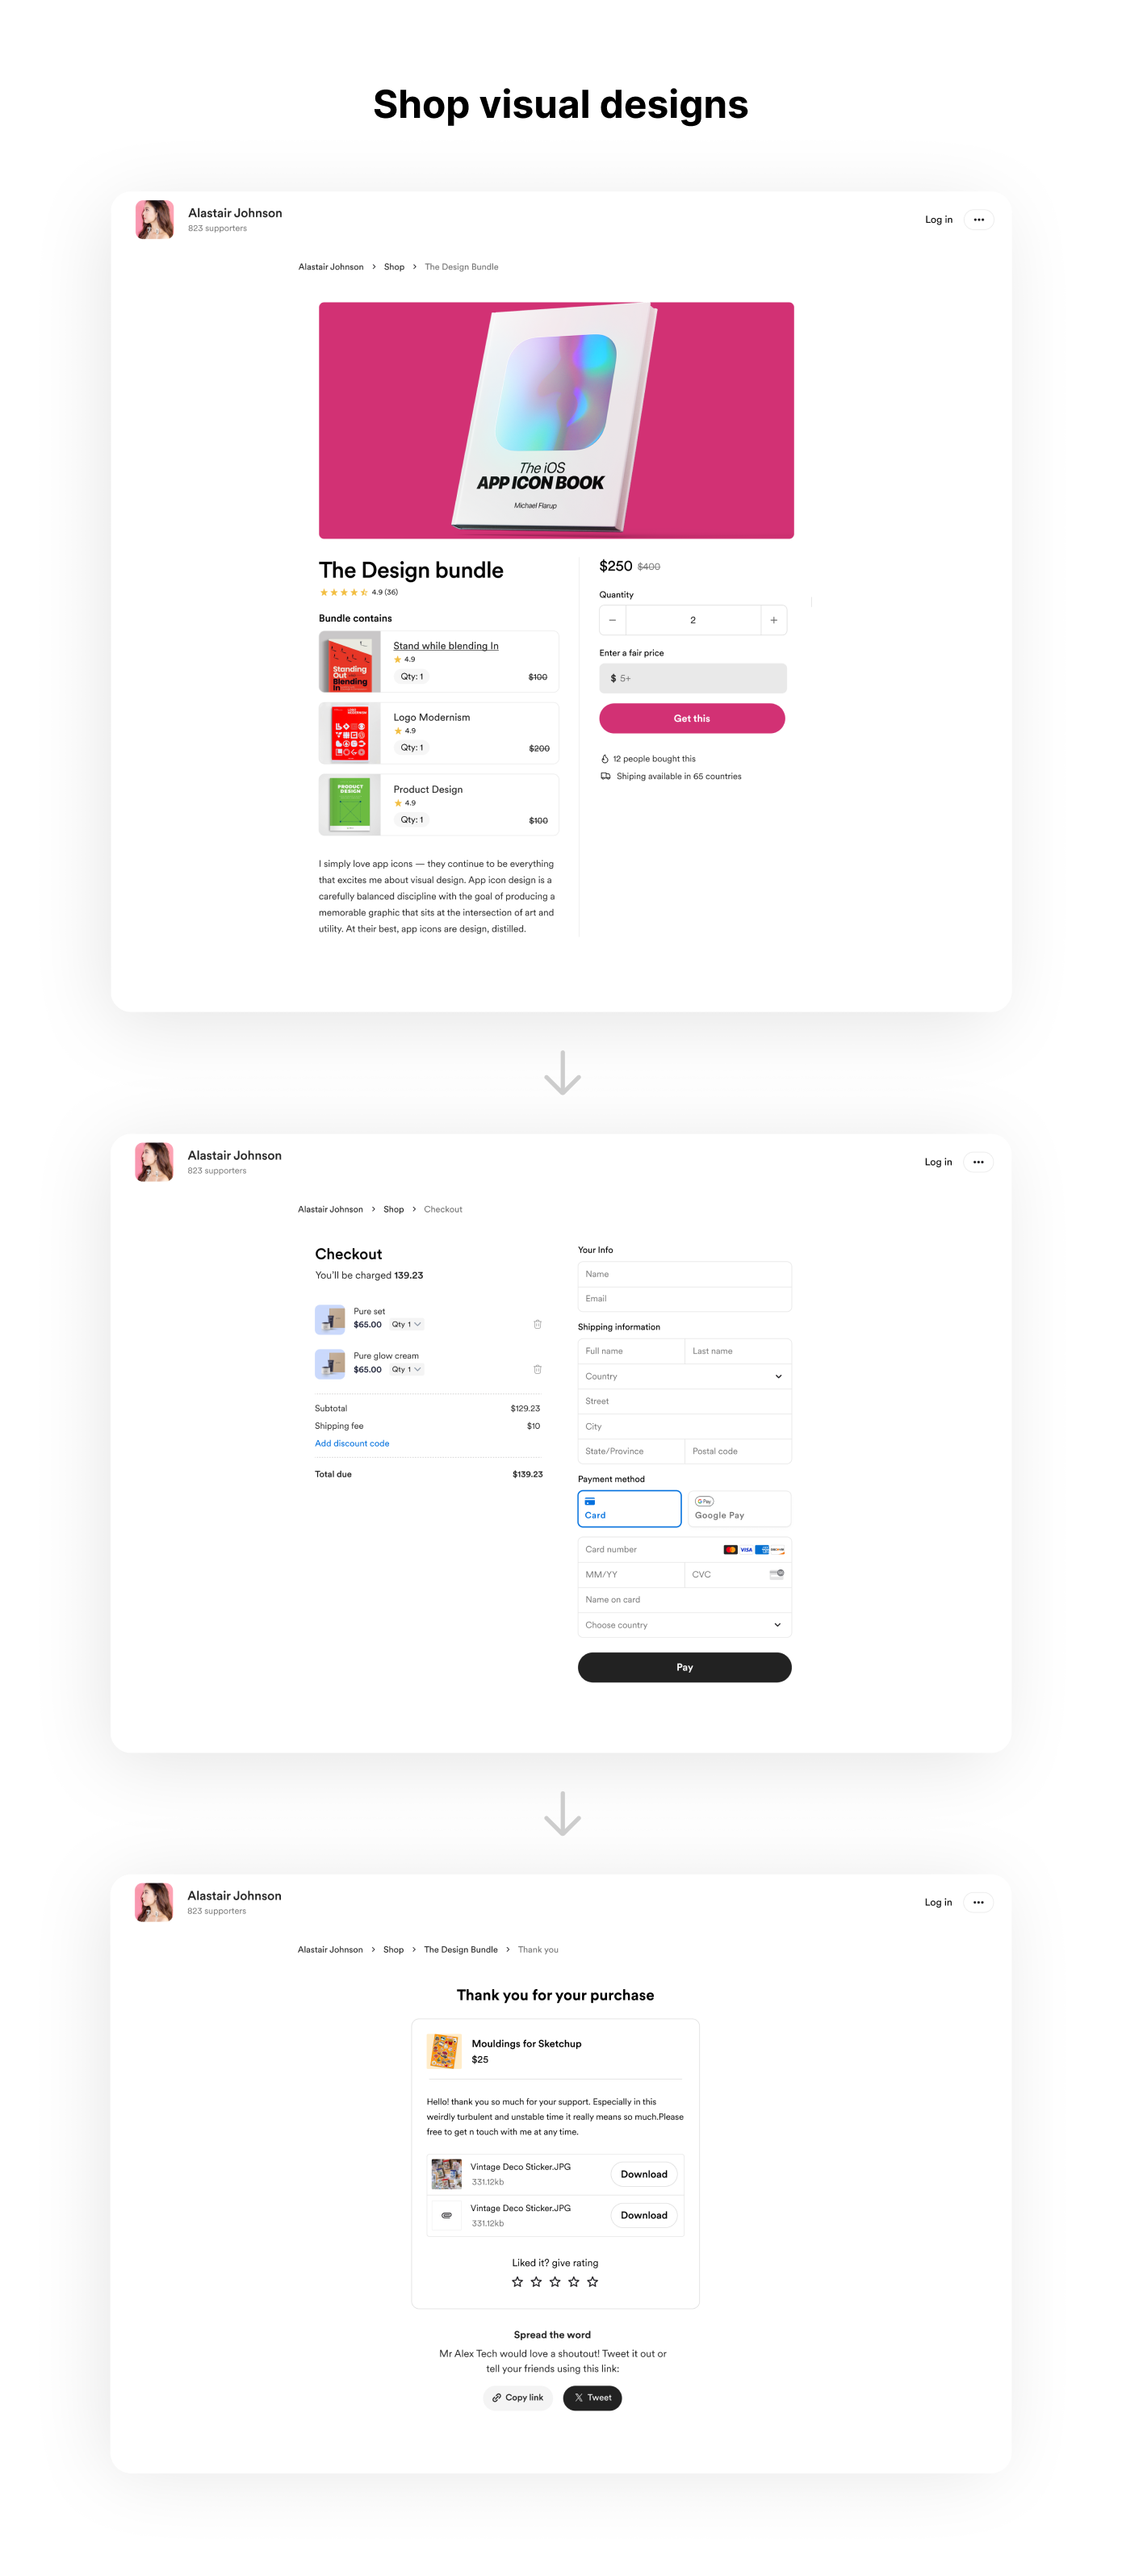 Shop visual designs
Alastair Johnson
823 supporters
Log in
Alastair Johnson > Shop > The Design Bundle
The iOS
APP ICON BOOK
Michael Flarup
The Design bundle
4.9 (36)
Bundle contains
Standing
Out
Blending
In
Stand while blending In
4.9
Qty: 1
$100
Logo Modernism
4.9
Qty: 1
$200
PRODUCT
DESIGN
Product Design
4.9
Qty: 1
$100
I simply love app icons — they continue to be everything
that excites me about visual design. App icon design is a
carefully balanced discipline with the goal of producing a
memorable graphic that sits at the intersection of art and
utility. At their best, app icons are design, distilled.
$250 $400
Quantity
2
Enter a fair price
$ 5+
Get this
12 people bought this
Shiping available in 65 countries
Alastair Johnson
823 supporters
Log in
Alastair Johnson > Shop > Checkout
Checkout
You'll be charged 139.23
Pure set
$65.00 Qty 1
Pure glow cream
$65.00 Qty 1
Subtotal $129.23
Shipping fee $10
Add discount code
Total due $139.23
Your Info
Name
Email
Shipping information
Full name Last name
Country
Street
City
State/Province Postal code
Payment method
Card
G Pay
Google Pay
Card number VISA
MM/YY CVC
Name on card
Choose country
Pay
Alastair Johnson
823 supporters
Log in
Alastair Johnson > Shop > The Design Bundle > Thank you
Thank you for your purchase
Mouldings for Sketchup
$25
Hello! thank you so much for your support. Especially in this
weirdly turbulent and unstable time it really means so much.Please
free to get n touch with me at any time.
Vintage Deco Sticker.JPG
331.12kb
Download
Vintage Deco Sticker.JPG
331.12kb
Download
Liked it? give rating
Spread the word
Mr Alex Tech would love a shoutout! Tweet it out or
tell your friends using this link:
Copy link
Tweet